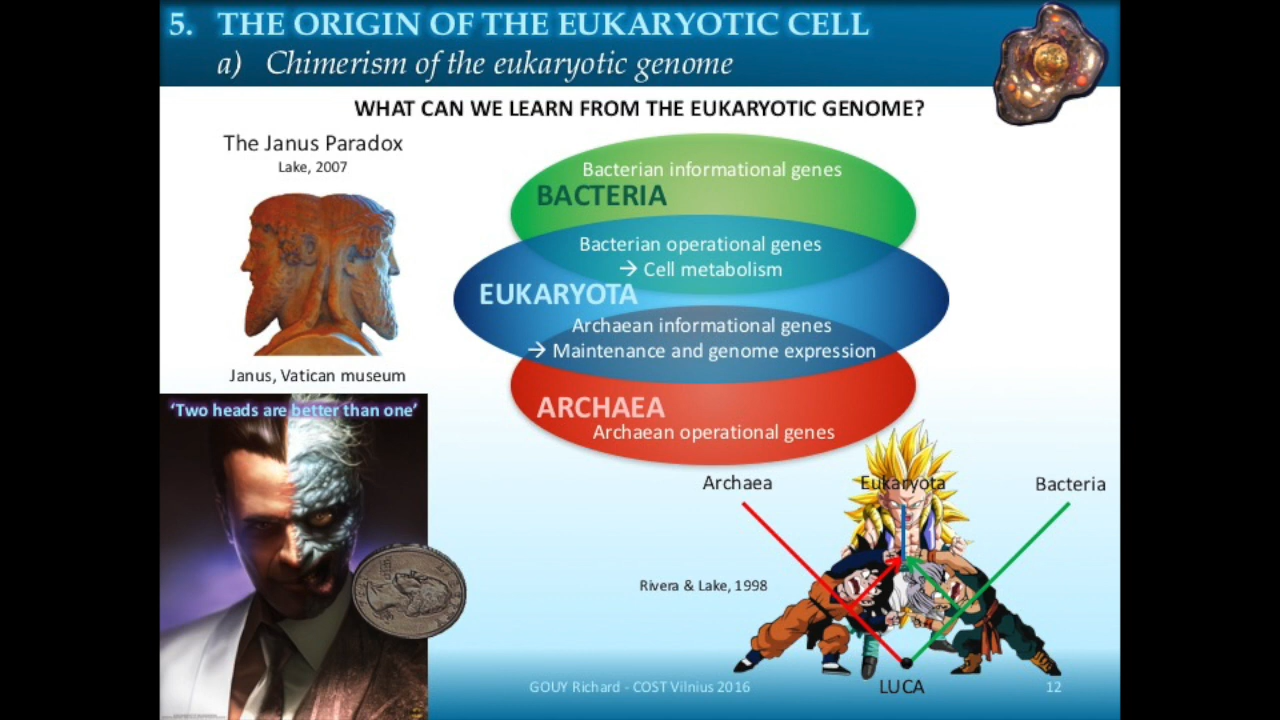 5. THE ORIGIN OF THE EUKARYOTIC CELL
a) Chimerism of the eukaryotic genome
WHAT CAN WE LEARN FROM THE EUKARYOTIC GENOME?
The Janus Paradox
Lake, 2007
Janus, Vatican museum
‘Two heads are better than one’
Bacterian informational genes
BACTERIA
Bacterian operational genes
→ Cell metabolism
EUKARYOTA
Archaean informational genes
→ Maintenance and genome expression
ARCHAEA
Archaean operational genes
Archaea
Eukaryota
Bacteria
Rivera & Lake, 1998
LUCA
GOUY Richard - COST Vilnius 2016
12